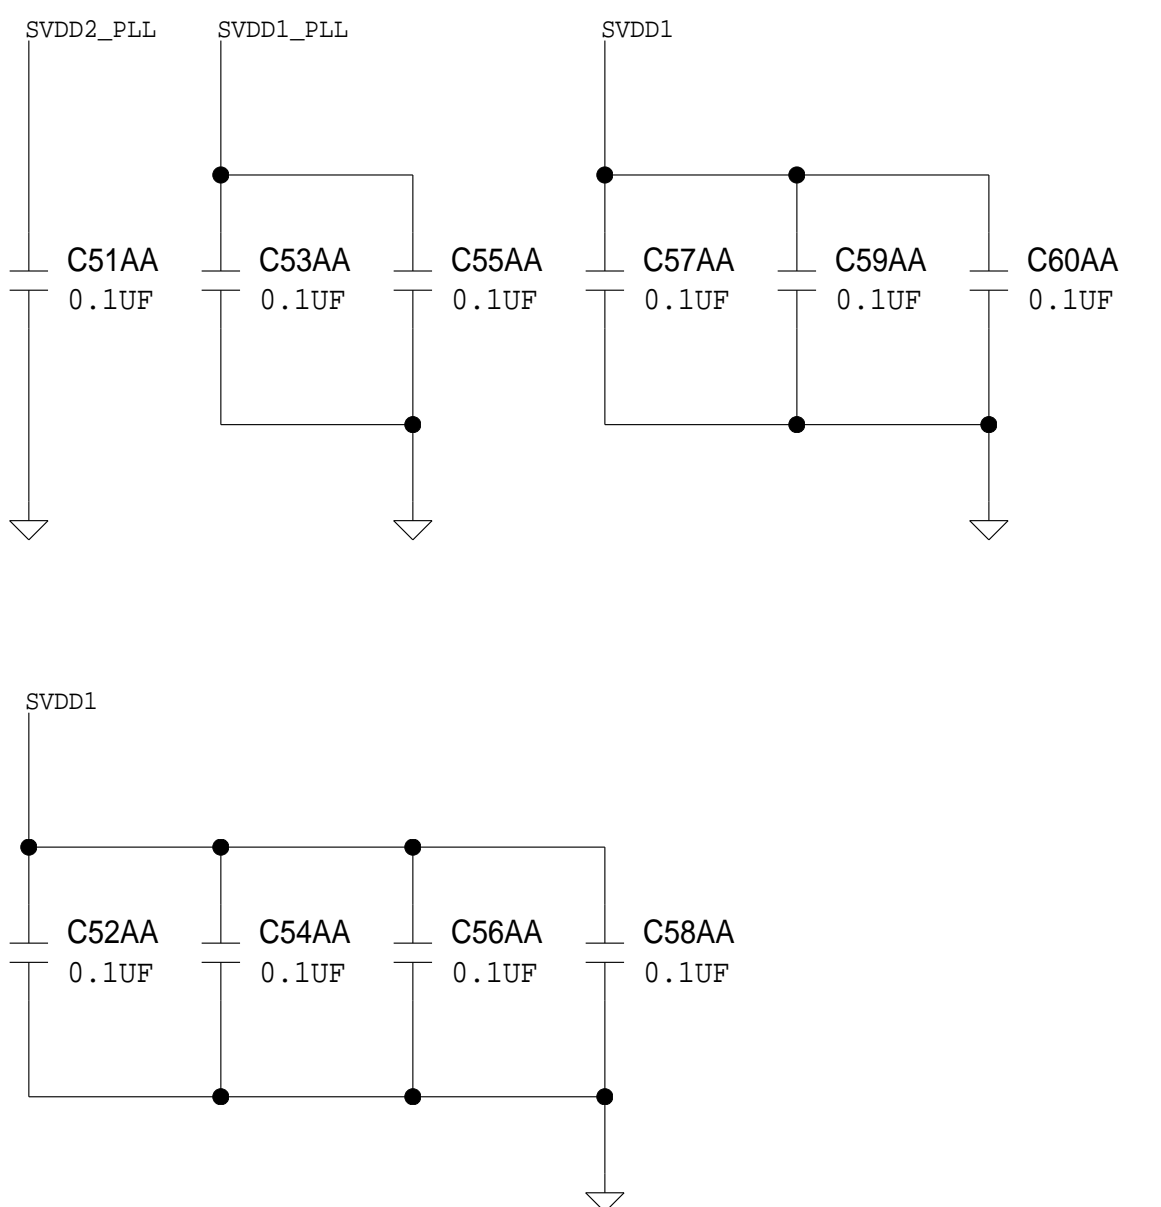 SVDD2_PLL SVDD1_PLL SVDD1
C51AA C53AA C55AA C57AA C59AA C60AA
0.1UF 0.1UF 0.1UF 0.1UF 0.1UF 0.1UF
SVDD1
C52AA C54AA C56AA C58AA
0.1UF 0.1UF 0.1UF 0.1UF